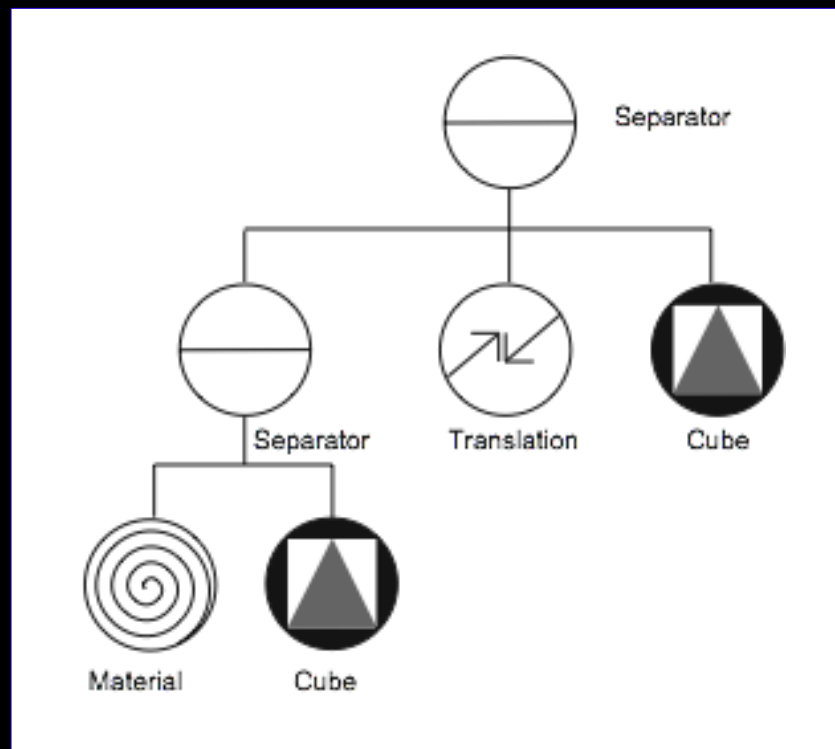 Separator
Separator
Translation
Cube
Material
Cube